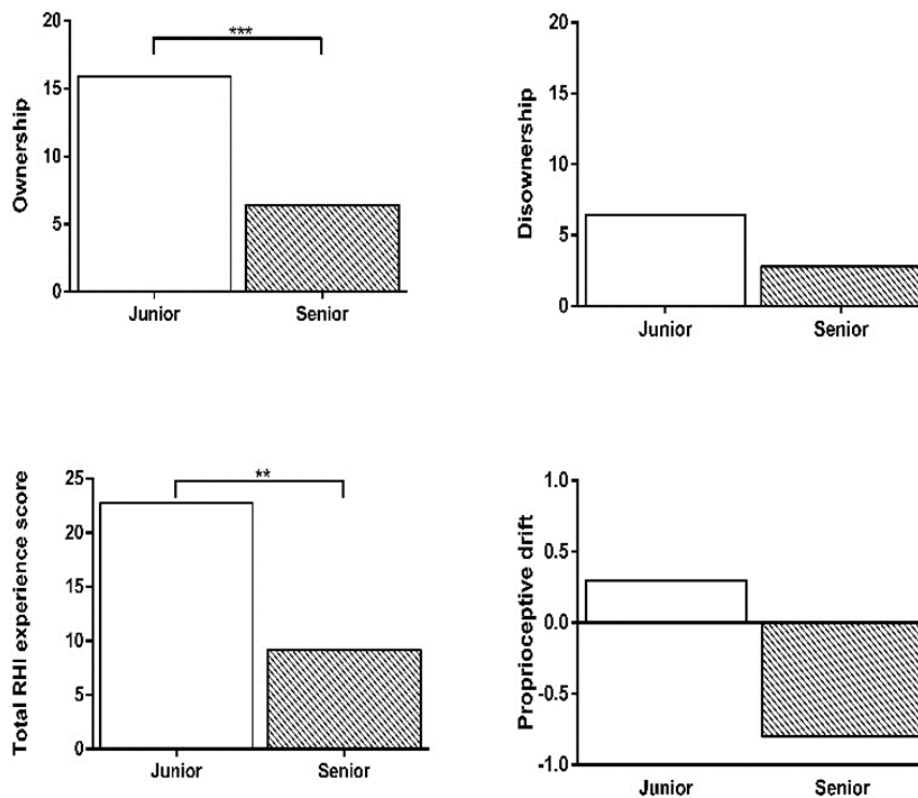 Ownership
20
15
10
5
0
***
Junior Senior
Disownership
20
15
10
5
0
Junior Senior
Total RHI experience score
25
20
15
10
5
0
**
Junior Senior
Proprioceptive drift
1.0
0.5
0.0
-0.5
-1.0
Junior Senior